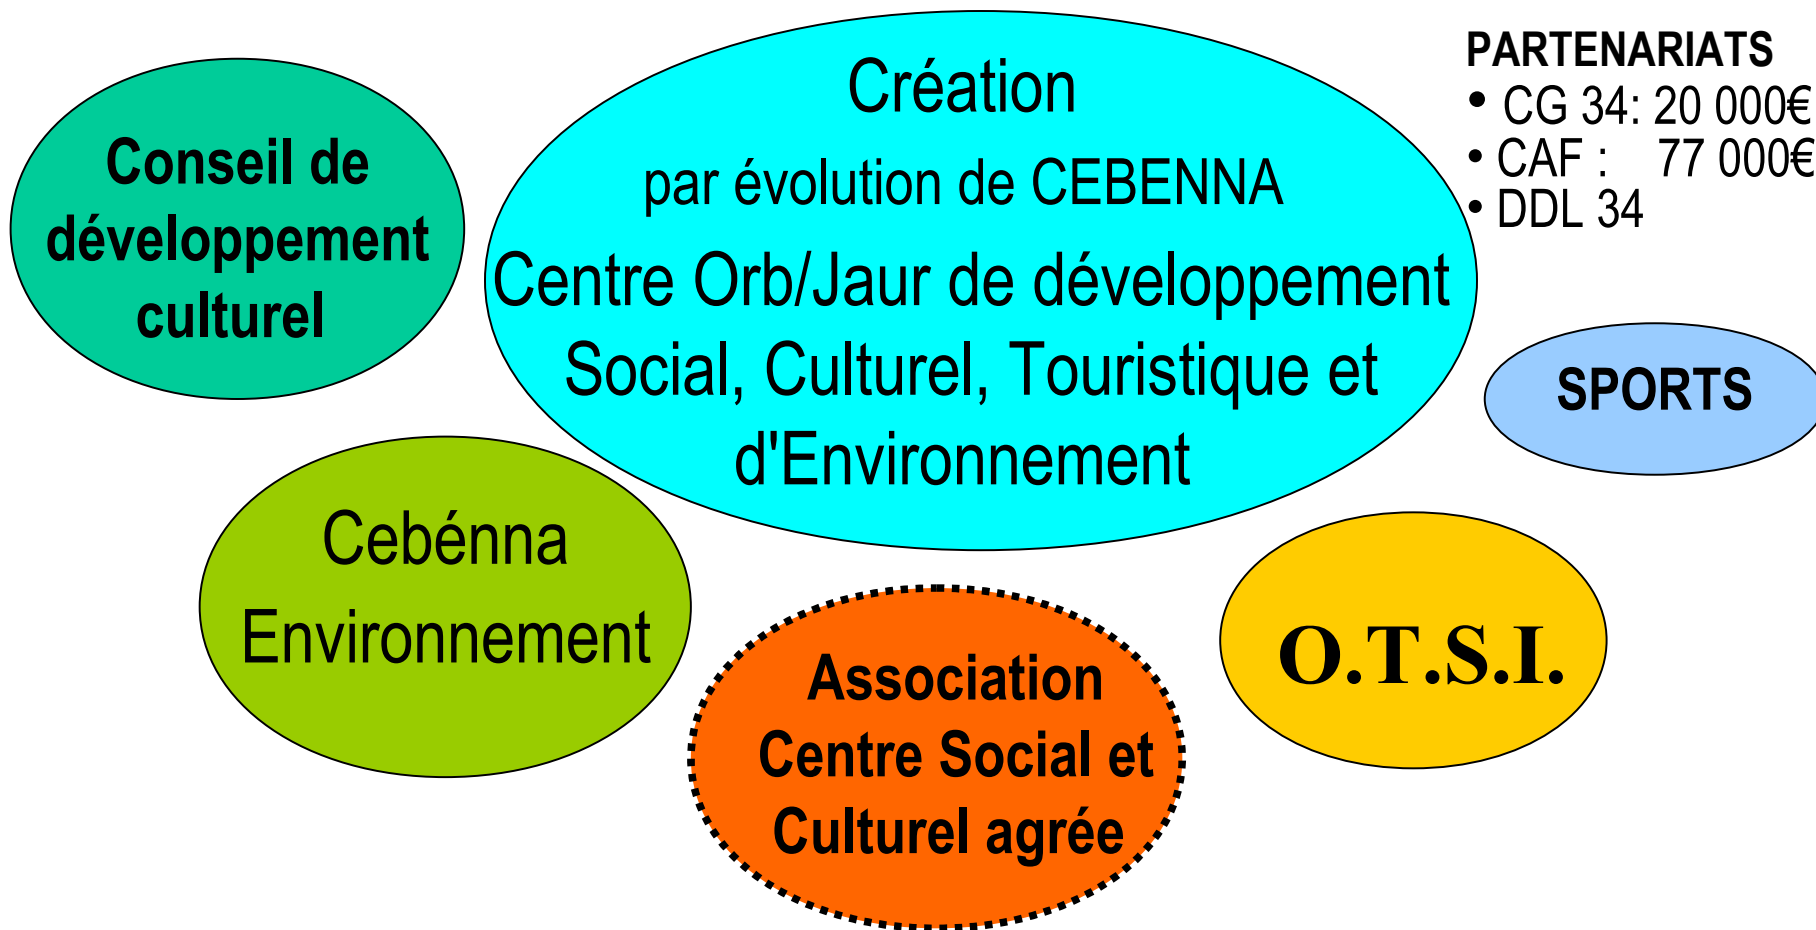 Création
par évolution de CEBENNA
Centre Orb/Jaur de développement
Social, Culturel, Touristique et
d'Environnement
PARTENARIATS
• CG 34: 20 000€
• CAF : 77 000€
• DDL 34
Conseil de
développement
culturel
SPORTS
Cebénna
Environnement
Association
Centre Social et
Culturel agrée
O.T.S.I.